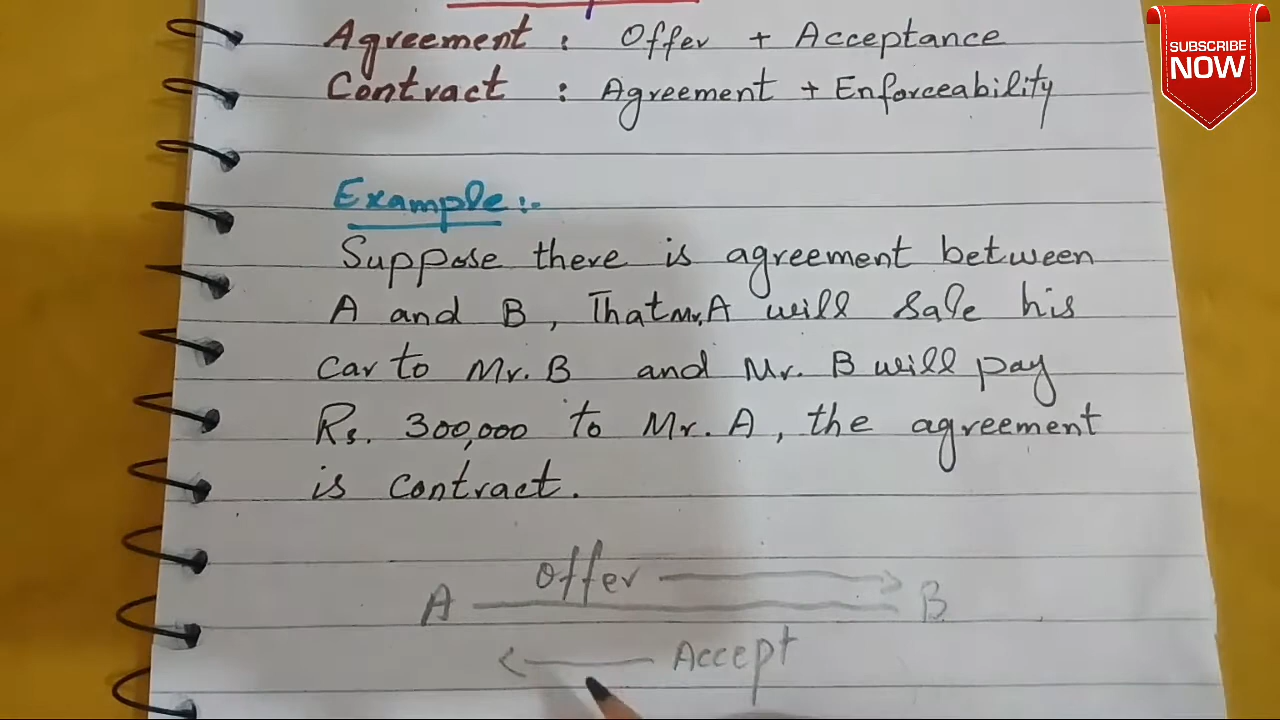 Agreement : Offer + Acceptance
Contract : Agreement + Enforceability
Example :-
Suppose there is agreement between
A and B, That Mr. A will sale his
car to Mr. B and Mr. B will pay
Rs. 300,000 to Mr. A, the agreement
is contract.
Offer
A B
Accept
SUBSCRIBE
NOW